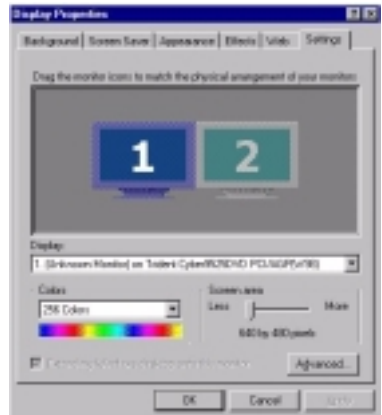 Display Properties
Background Screen Saver Appearance Effects Web Settings
Drag the monitor icons to match the physical arrangement of your monitors
1 2
Display:
1. (Unknown Monitor) on Trident
Colors Screen area
256 Colors Less More
640 by 480 pixels
Advanced...
OK Cancel Apply